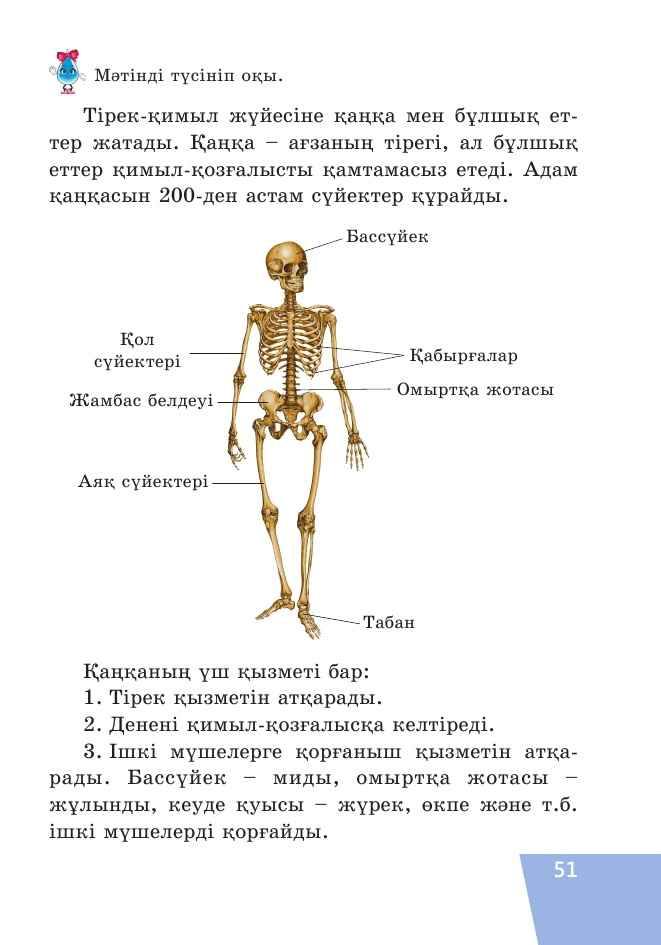 Мәтінді түсініп оқы.
Тірек-қимыл жүйесіне қаңқа мен бұлшық ет-
тер жатады. Қаңқа – ағзаның тірегі, ал бұлшық
еттер қимыл-қозғалысты қамтамасыз етеді. Адам
қаңқасын 200-ден астам сүйектер құрайды.
Бассүйек
Қол
сүйектері
Қабырғалар
Омыртқа жотасы
Жамбас белдеуі
Аяқ сүйектері
Табан
Қаңқаның үш қызметі бар:
1. Тірек қызметін атқарады.
2. Денені қимыл-қозғалысқа келтіреді.
3. Ішкі мүшелерге қорғаныш қызметін атқа-
рады. Бассүйек – миды, омыртқа жотасы –
жұлынды, кеуде қуысы – жүрек, өкпе және т.б.
ішкі мүшелерді қорғайды.
51